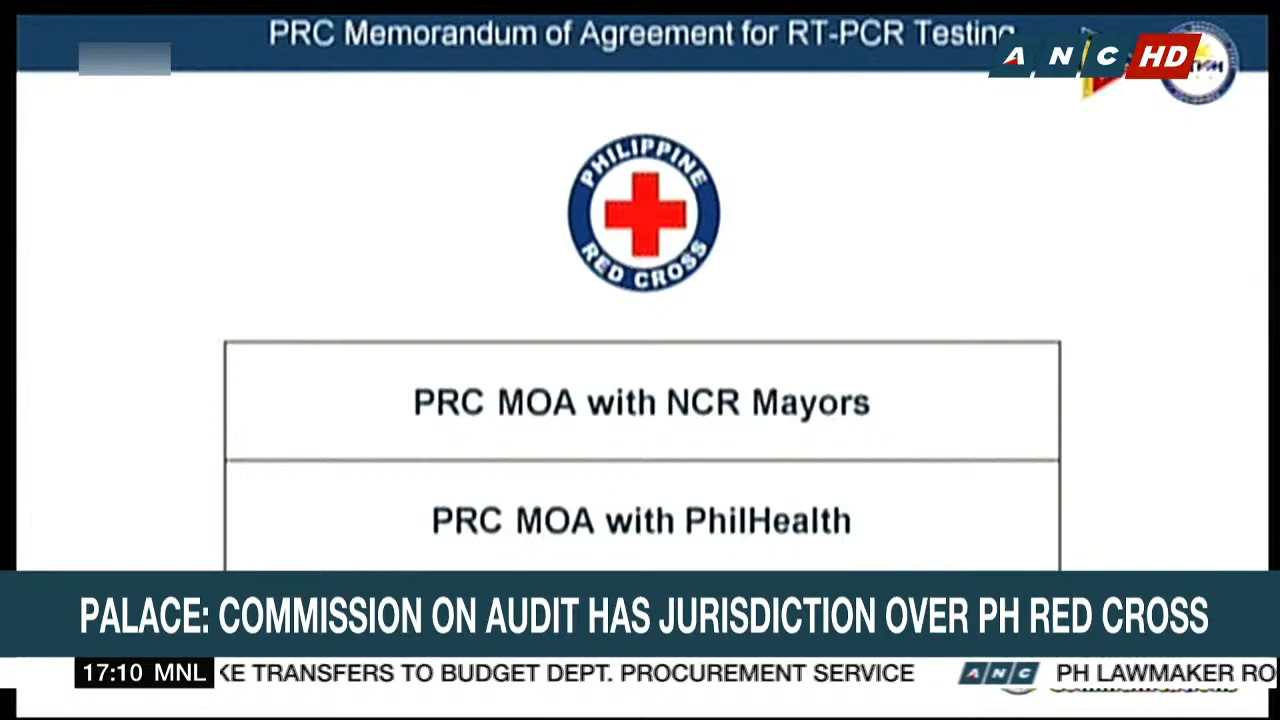 PRC Memorandum of Agreement for RT-PCR Testing
ANC HD
PHILIPPINE
RED CROSS
PRC MOA with NCR Mayors
PRC MOA with PhilHealth
PALACE: COMMISSION ON AUDIT HAS JURISDICTION OVER PH RED CROSS
17:10 MNL KE TRANSFERS TO BUDGET DEPT. PROCUREMENT SERVICE ANC PH LAWMAKER RO